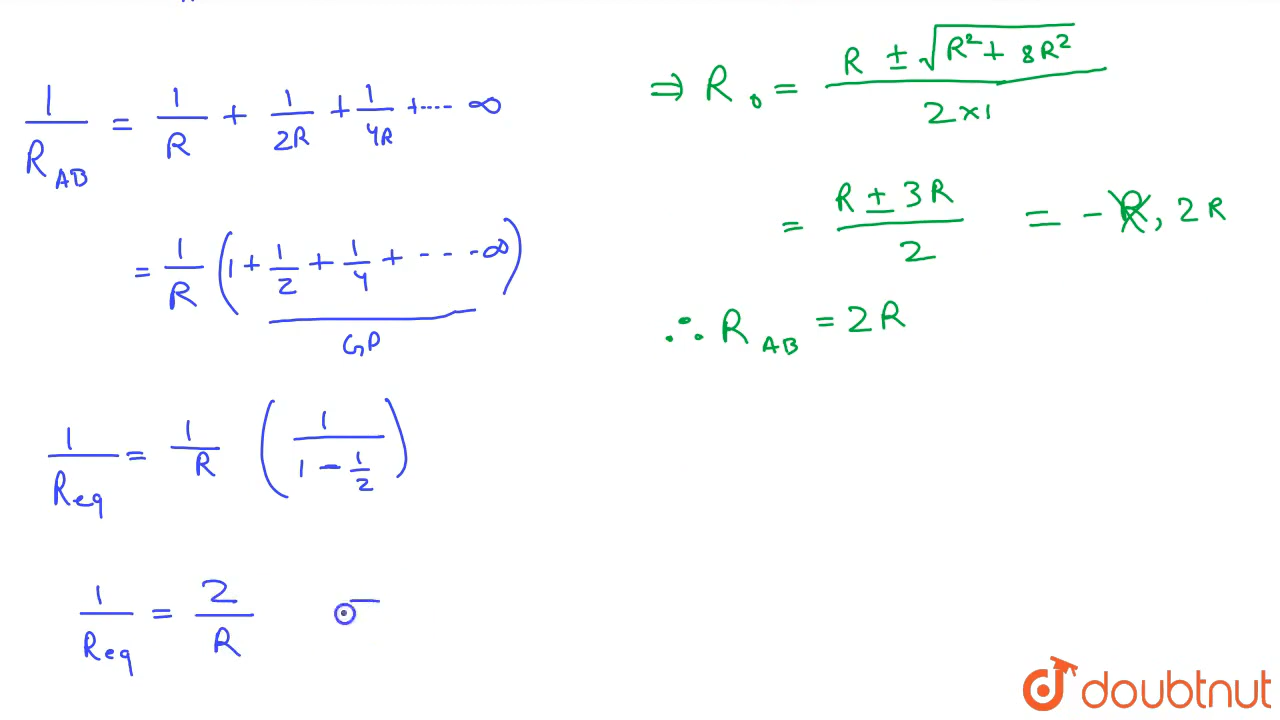 1/R_AB = 1/R + 1/2R + 1/4R + ---- ∞
= 1/R (1 + 1/2 + 1/4 + --- - ∞)
GP
1/Req = 1/R (1/(1 - 1/2))
1/Req = 2/R
⇒ R₀ = (R ± √(R² + 8R²))/(2×1)
= (R ± 3R)/2 = -R, 2R
∴ R_AB = 2R
doubtnut